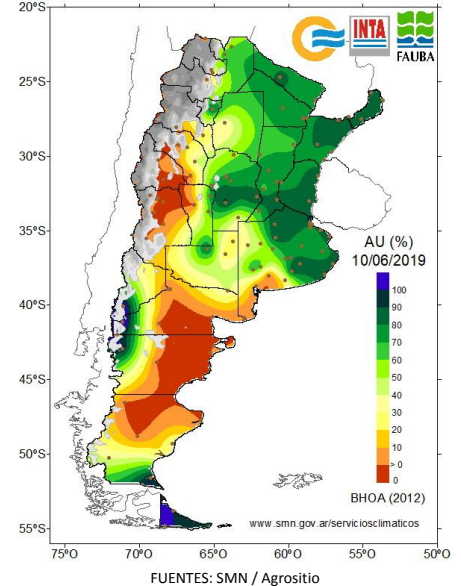 20°S
25°S
30°S
35°S
40°S
45°S
50°S
55°S
75°O 70°O 65°O 60°O 55°O 50°O
INTA
FAUBA
AU (%)
10/06/2019
100
90
80
70
60
50
40
30
20
10
> 0
0
BHOA (2012)
www.smn.gov.ar/serviciosclimaticos
FUENTES: SMN / Agrositio